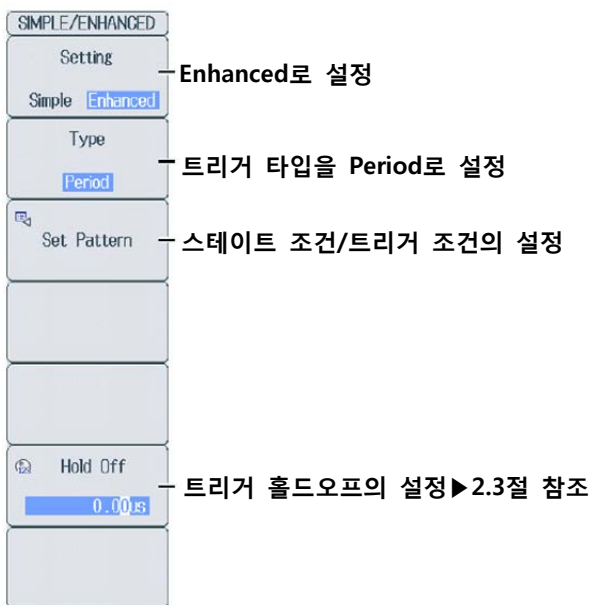 SIMPLE/ENHANCED
Setting
Simple Enhanced
Enhanced로 설정
Type
Period
트리거 타입을 Period로 설정
Set Pattern
스테이트 조건/트리거 조건의 설정
Hold Off
0.00us
트리거 홀드오프의 설정▶2.3절 참조